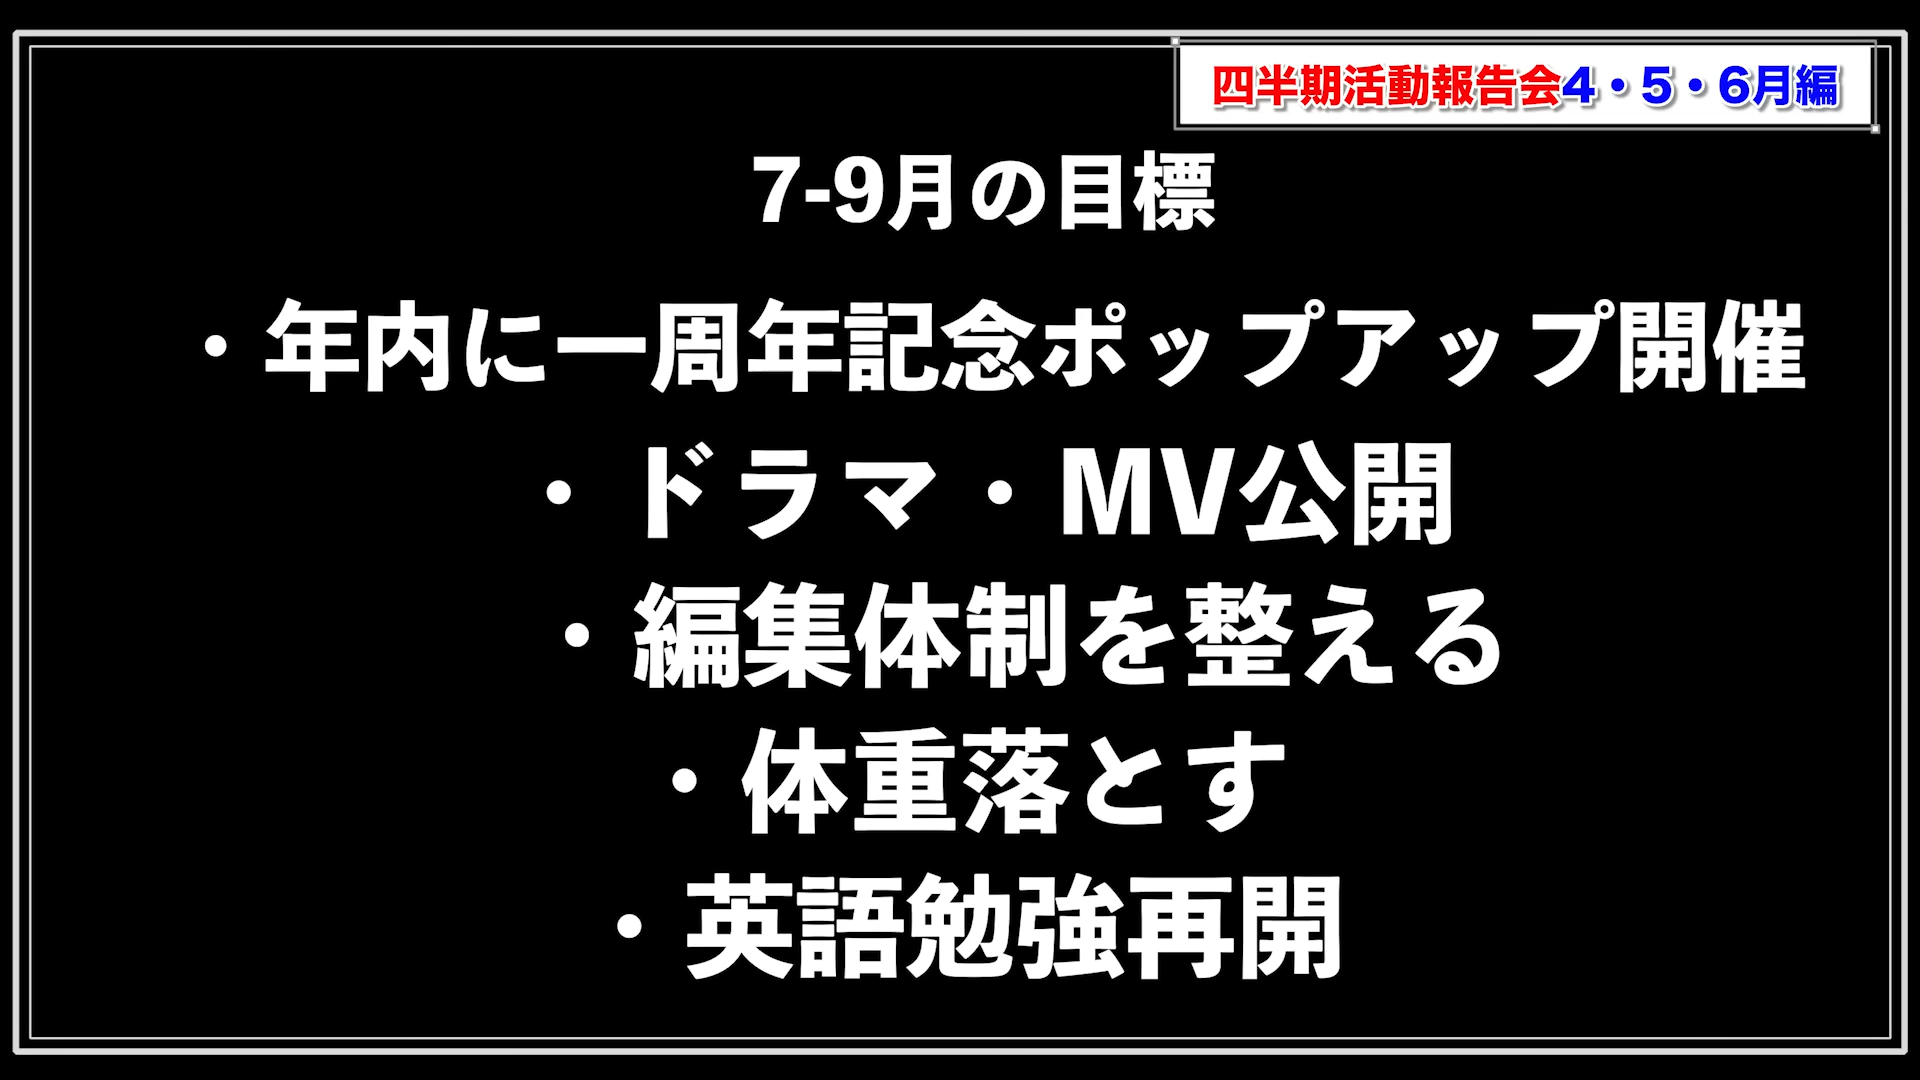 四半期活動報告会4・5・6月編
7-9月の目標
・年内に一周年記念ポップアップ開催
・ドラマ・MV公開
・編集体制を整える
・体重落とす
・英語勉強再開